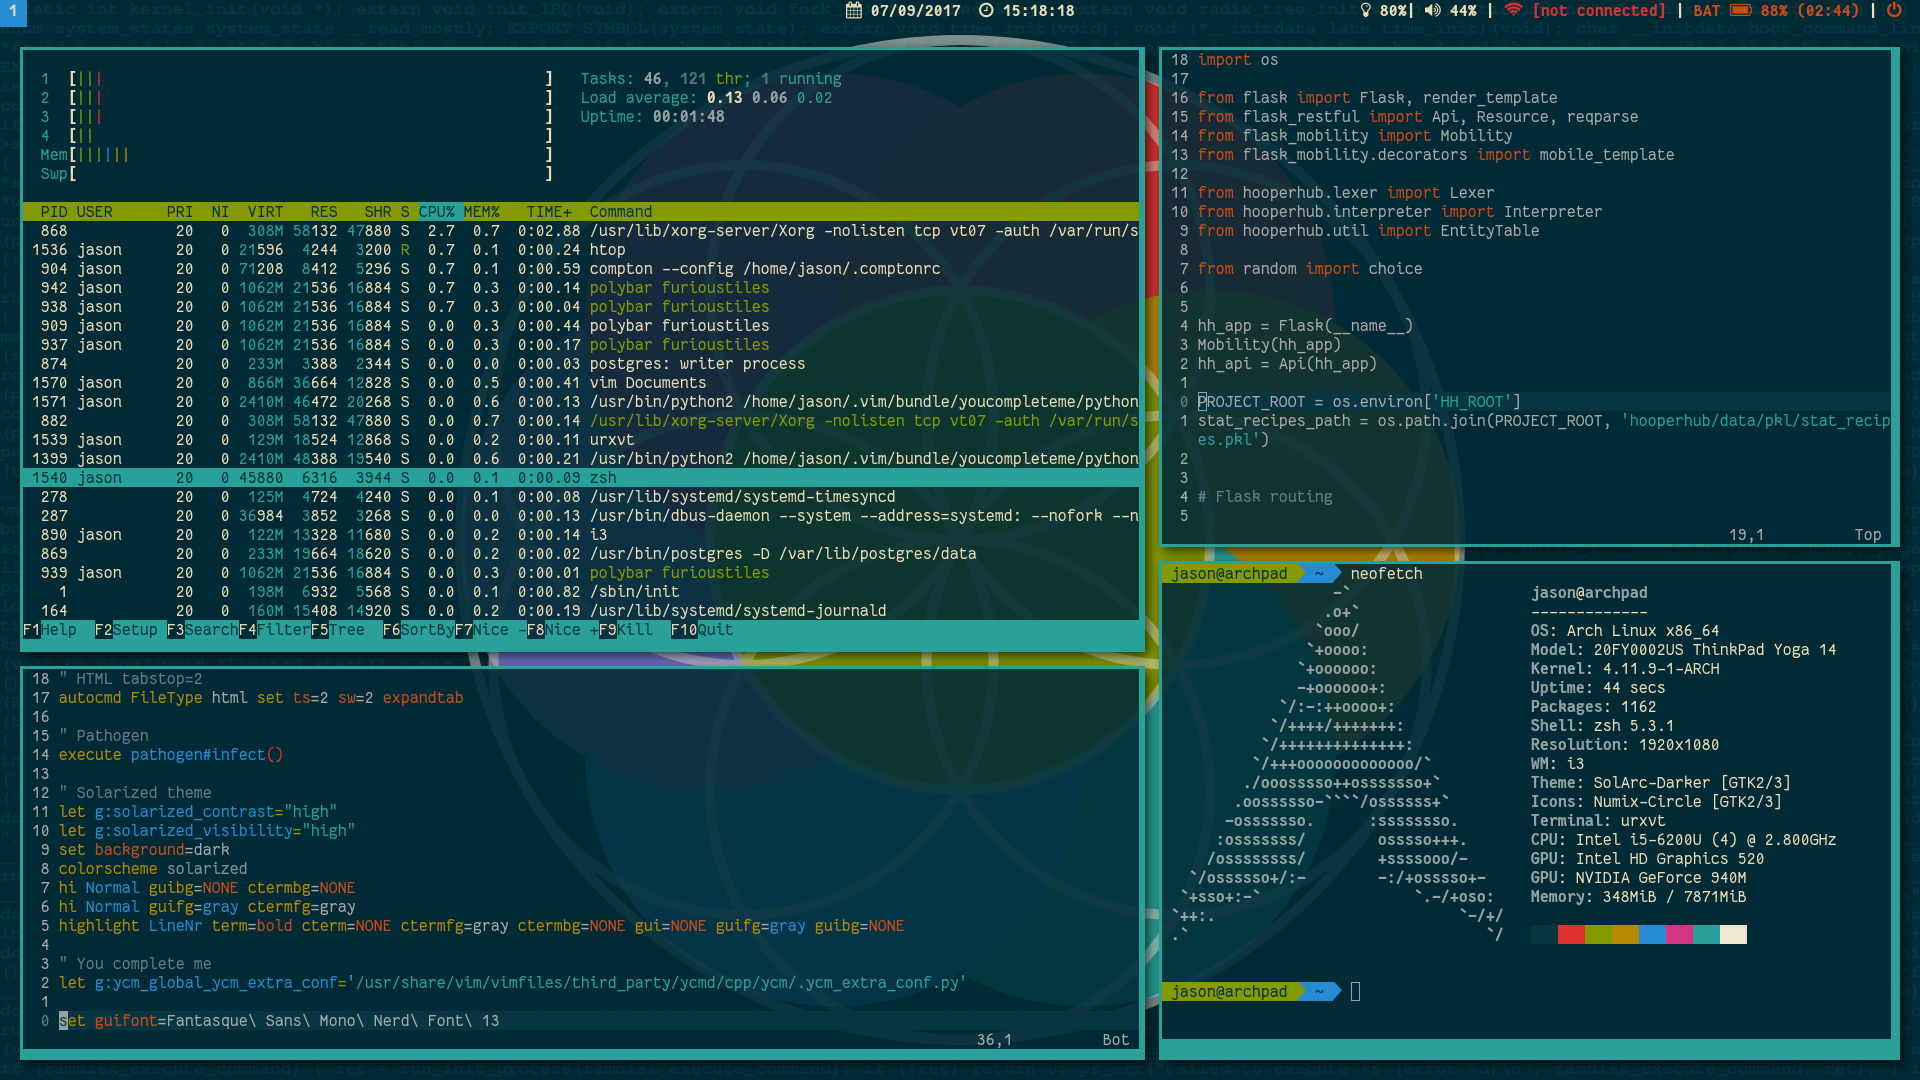 1
07/09/2017 15:18:18
80%| 44% | [not connected] | BAT 88% (02:44) |
1 [||| ]
2 [||| ]
3 [||| ]
4 [|| ]
Mem[|||||| ]
Swp[ ]
Tasks: 46, 121 thr; 1 running
Load average: 0.13 0.06 0.02
Uptime: 00:01:48
PID USER PRI NI VIRT RES SHR S CPU% MEM% TIME+ Command
868 20 0 308M 58132 47880 S 2.7 0.7 0:02.88 /usr/lib/xorg-server/Xorg -nolisten tcp vt07 -auth /var/run/s
1536 jason 20 0 21596 4244 3200 R 0.7 0.1 0:00.24 htop
904 jason 20 0 71208 8412 5296 S 0.7 0.1 0:00.59 compton --config /home/jason/.comptonrc
942 jason 20 0 1062M 21536 16884 S 0.7 0.3 0:00.14 polybar furioustiles
938 jason 20 0 1062M 21536 16884 S 0.7 0.3 0:00.04 polybar furioustiles
909 jason 20 0 1062M 21536 16884 S 0.0 0.3 0:00.44 polybar furioustiles
937 jason 20 0 1062M 21536 16884 S 0.0 0.3 0:00.17 polybar furioustiles
874 20 0 233M 3388 2344 S 0.0 0.0 0:00.03 postgres: writer process
1570 jason 20 0 866M 36664 12828 S 0.0 0.5 0:00.41 vim Documents
1571 jason 20 0 2410M 46472 20268 S 0.0 0.6 0:00.13 /usr/bin/python2 /home/jason/.vim/bundle/youcompleteme/python
882 20 0 308M 58132 47880 S 0.0 0.7 0:00.14 /usr/lib/xorg-server/Xorg -nolisten tcp vt07 -auth /var/run/s
1539 jason 20 0 129M 18524 12868 S 0.0 0.2 0:00.11 urxvt
1399 jason 20 0 2410M 48388 19540 S 0.0 0.6 0:00.21 /usr/bin/python2 /home/jason/.vim/bundle/youcompleteme/python
1540 jason 20 0 45880 6316 3944 S 0.0 0.1 0:00.09 zsh
278 20 0 125M 4724 4240 S 0.0 0.1 0:00.08 /usr/lib/systemd/systemd-timesyncd
287 20 0 36984 3852 3268 S 0.0 0.0 0:00.13 /usr/bin/dbus-daemon --system --address=systemd: --nofork --n
890 jason 20 0 122M 13328 11680 S 0.0 0.2 0:00.14 i3
869 20 0 233M 19664 18620 S 0.0 0.2 0:00.02 /usr/bin/postgres -D /var/lib/postgres/data
939 jason 20 0 1062M 21536 16884 S 0.0 0.3 0:00.01 polybar furioustiles
1 20 0 198M 6932 5568 S 0.0 0.1 0:00.82 /sbin/init
164 20 0 160M 15408 14920 S 0.0 0.2 0:00.19 /usr/lib/systemd/systemd-journald
F1Help F2Setup F3SearchF4FilterF5Tree F6SortByF7Nice -F8Nice +F9Kill F10Quit
18 " HTML tabstop=2
17 autocmd FileType html set ts=2 sw=2 expandtab
16
15 " Pathogen
14 execute pathogen#infect()
13
12 " Solarized theme
11 let g:solarized_contrast="high"
10 let g:solarized_visibility="high"
9 set background=dark
8 colorscheme solarized
7 hi Normal guibg=NONE ctermbg=NONE
6 hi Normal guifg=gray ctermfg=gray
5 highlight LineNr term=bold cterm=NONE ctermfg=gray ctermbg=NONE gui=NONE guifg=gray guibg=NONE
4
3 " You complete me
2 let g:ycm_global_ycm_extra_conf='/usr/share/vim/vimfiles/third_party/ycmd/cpp/ycm/.ycm_extra_conf.py'
1
0 set guifont=Fantasque\ Sans\ Mono\ Nerd\ Font\ 13
36,1 Bot
18 import os
17
16 from flask import Flask, render_template
15 from flask_restful import Api, Resource, reqparse
14 from flask_mobility import Mobility
13 from flask_mobility.decorators import mobile_template
12
11 from hooperhub.lexer import Lexer
10 from hooperhub.interpreter import Interpreter
9 from hooperhub.util import EntityTable
8
7 from random import choice
6
5
4 hh_app = Flask(__name__)
3 Mobility(hh_app)
2 hh_api = Api(hh_app)
1
0 PROJECT_ROOT = os.environ['HH_ROOT']
1 stat_recipes_path = os.path.join(PROJECT_ROOT, 'hooperhub/data/pkl/stat_recip
es.pkl')
2
3
4 # Flask routing
5
19,1 Top
jason@archpad ~ neofetch
-`
.o+`
`ooo/
`+oooo:
`+oooooo:
-+oooooo+:
`/:-:++oooo+:
`/++++/+++++++:
`/++++++++++++++:
`/+++ooooooooooooo/`
./ooosssso++osssssso+`
.oossssso-````/ossssss+`
-osssssso. :ssssssso.
:osssssss/ osssso+++.
/ossssssss/ +ssssooo/-
`/ossssso+/:- -:/+osssso+-
`+sso+:-` `.-/+oso:
`++:. `-/+/
.` `/
jason@archpad
-------------
OS: Arch Linux x86_64
Model: 20FY0002US ThinkPad Yoga 14
Kernel: 4.11.9-1-ARCH
Uptime: 44 secs
Packages: 1162
Shell: zsh 5.3.1
Resolution: 1920x1080
WM: i3
Theme: SolArc-Darker [GTK2/3]
Icons: Numix-Circle [GTK2/3]
Terminal: urxvt
CPU: Intel i5-6200U (4) @ 2.800GHz
GPU: Intel HD Graphics 520
GPU: NVIDIA GeForce 940M
Memory: 348MiB / 7871MiB
jason@archpad ~